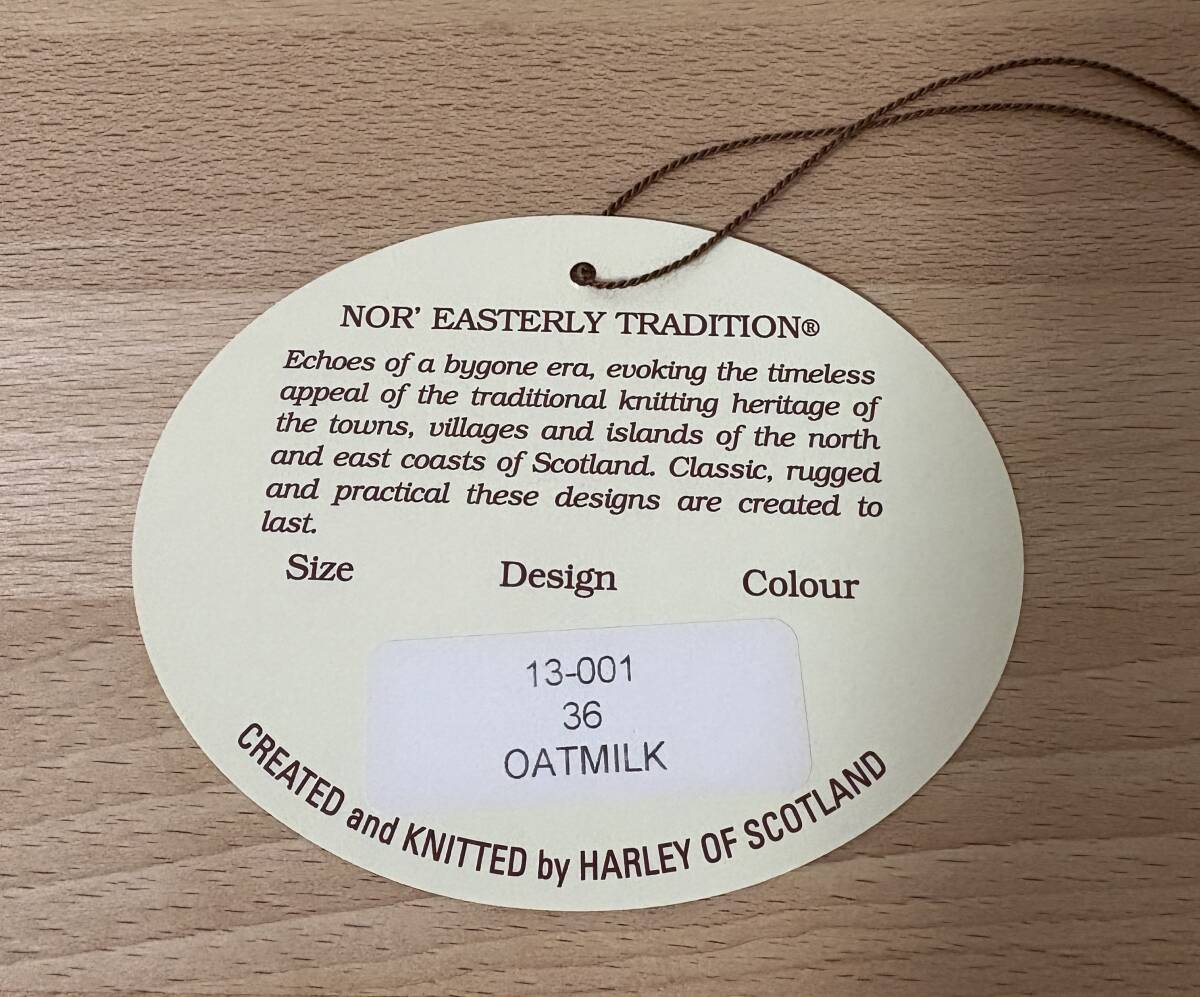 NOR' EASTERLY TRADITION®
Echoes of a bygone era, evoking the timeless
appeal of the traditional knitting heritage of
the towns, villages and islands of the north
and east coasts of Scotland. Classic, rugged
and practical these designs are created to
last.
Size Design Colour
13-001
36
OATMILK
CREATED and KNITTED by HARLEY OF SCOTLAND